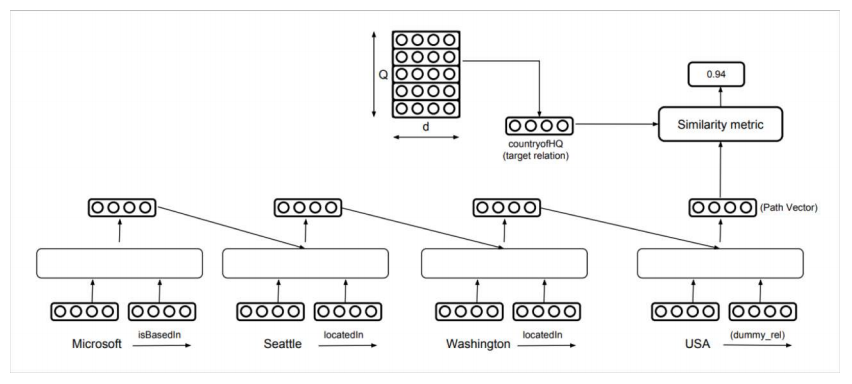 0.94
Q
Similarity metric
d
countryofHQ
(target relation)
(Path Vector)
Microsoft isBasedIn Seattle locatedIn Washington locatedIn USA (dummy_rel)